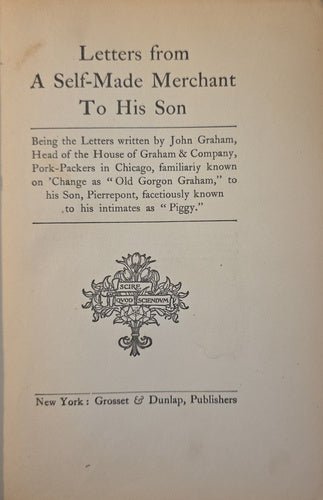 Letters from
A Self-Made Merchant
To His Son
Being the Letters written by John Graham,
Head of the House of Graham & Company,
Pork-Packers in Chicago, familiarly known
on 'Change as "Old Gorgon Graham," to
his Son, Pierrepont, facetiously known
to his intimates as "Piggy."
SCIRE
QUOD SCIENDUM
New York: Grosset & Dunlap, Publishers